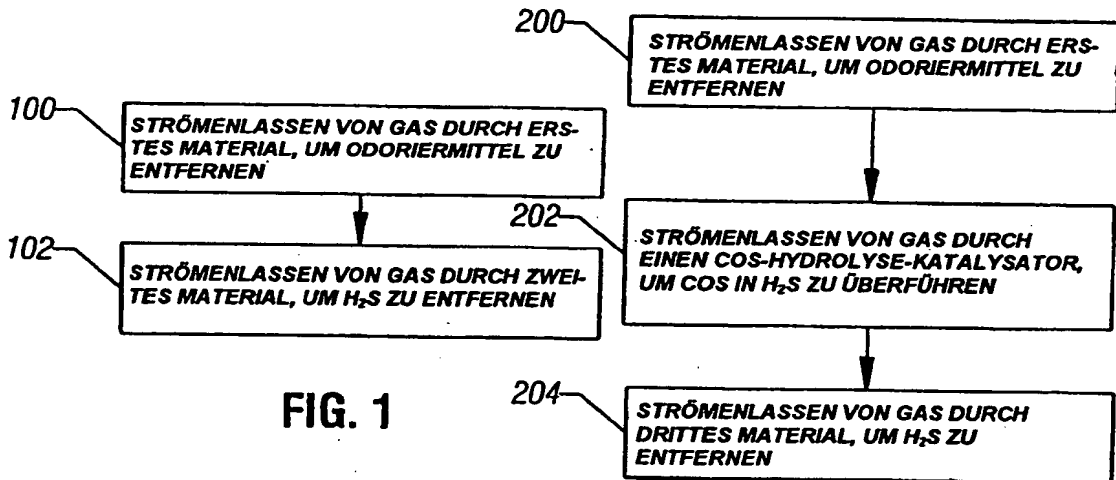 100
STRÖMENLASSEN VON GAS DURCH ERS-
TES MATERIAL, UM ODORIERMITTEL ZU
ENTFERNEN
102
STRÖMENLASSEN VON GAS DURCH ZWEI-
TES MATERIAL, UM H₂S ZU ENTFERNEN
FIG. 1
200
STRÖMENLASSEN VON GAS DURCH ERS-
TES MATERIAL, UM ODORIERMITTEL ZU
ENTFERNEN
202
STRÖMENLASSEN VON GAS DURCH
EINEN COS-HYDROLYSE-KATALYSATOR,
UM COS IN H₂S ZU ÜBERFÜHREN
204
STRÖMENLASSEN VON GAS DURCH
DRITTES MATERIAL, UM H₂S ZU
ENTFERNEN